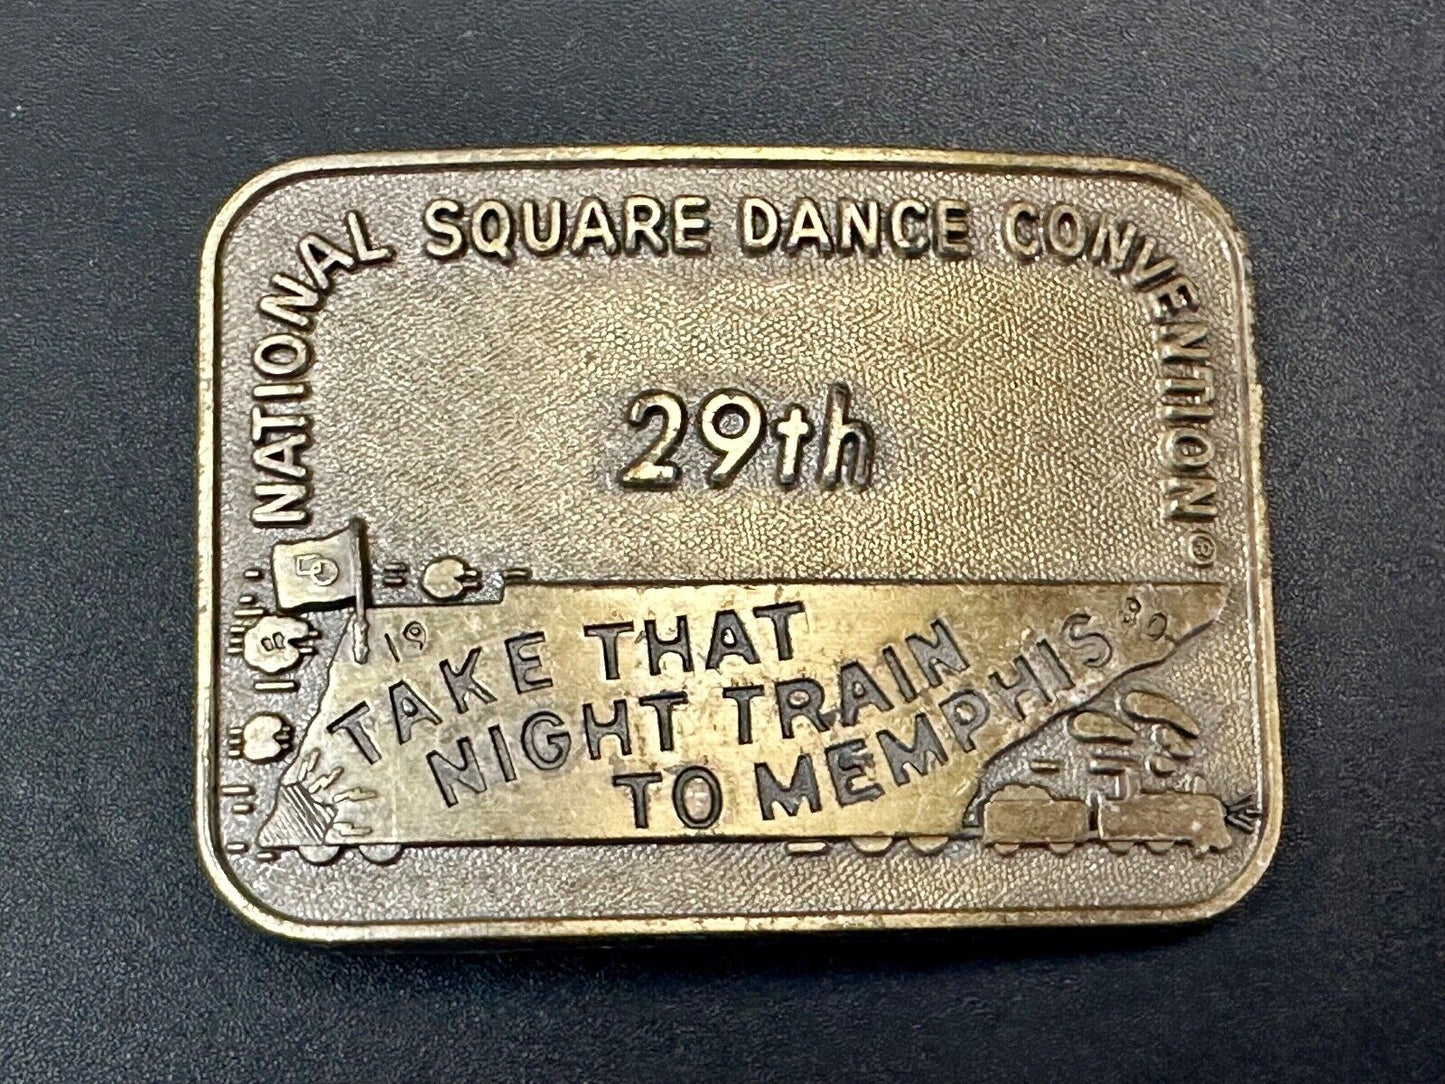 NATIONAL SQUARE DANCE CONVENTION ®
29th
19 80
TAKE THAT
NIGHT TRAIN
TO MEMPHIS